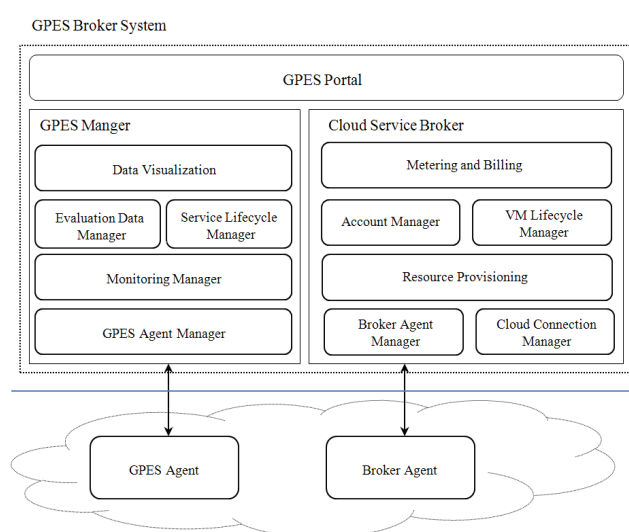 GPES Broker System
GPES Portal
GPES Manger
Data Visualization
Evaluation Data
Manager
Service Lifecycle
Manager
Monitoring Manager
GPES Agent Manager
Cloud Service Broker
Metering and Billing
Account Manager
VM Lifecycle
Manager
Resource Provisioning
Broker Agent
Manager
Cloud Connection
Manager
GPES Agent
Broker Agent